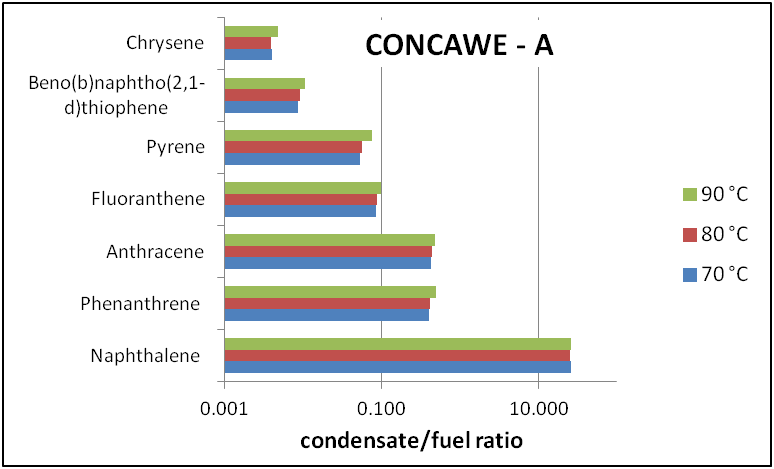 CONCAWE - A
Chrysene
Beno(b)naphtho(2,1-
d)thiophene
Pyrene
Fluoranthene
Anthracene
Phenanthrene
Naphthalene
90 °C
80 °C
70 °C
0.001
0.100
10.000
condensate/fuel ratio